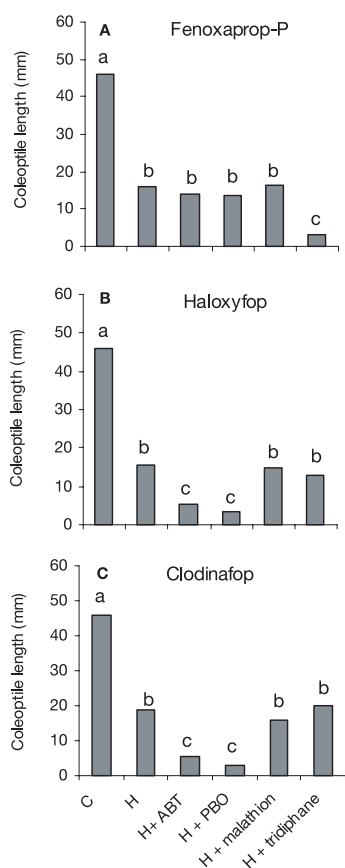 A Fenoxaprop-P
Coleoptile length (mm)
60
50
40
30
20
10
0
a
b
b
b
b
c
B Haloxyfop
Coleoptile length (mm)
60
50
40
30
20
10
0
a
b
c
c
b
b
C Clodinafop
Coleoptile length (mm)
60
50
40
30
20
10
0
a
b
c
c
b
b
C
H
H+ ABT
H + PBO
H + malathion
H + tridiphane